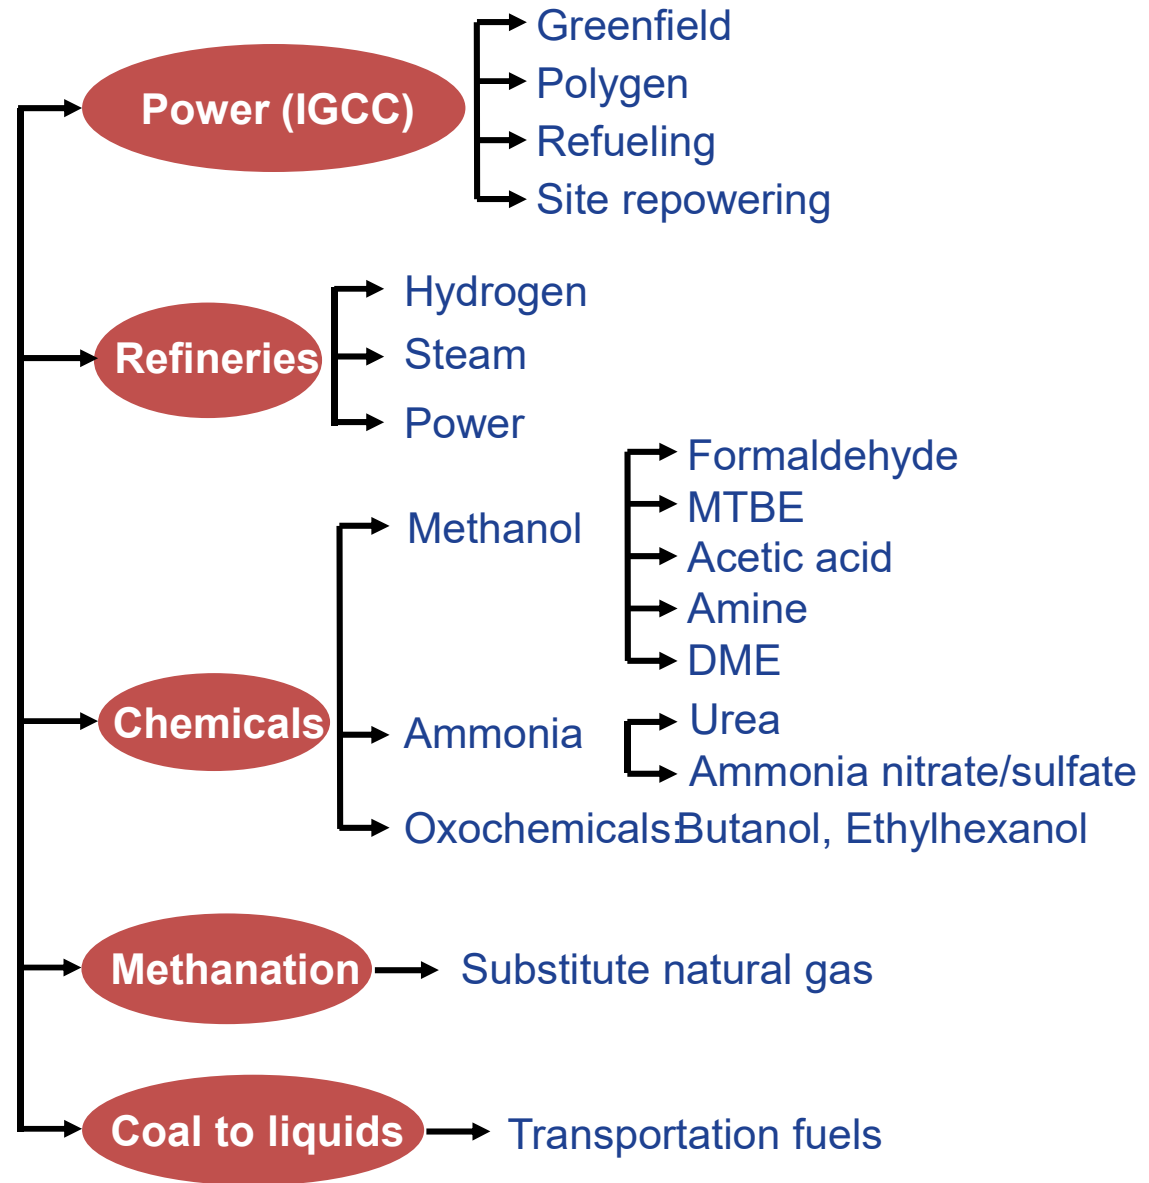 Power (IGCC)
Greenfield
Polygen
Refueling
Site repowering
Refineries
Hydrogen
Steam
Power
Chemicals
Methanol
Formaldehyde
MTBE
Acetic acid
Amine
DME
Ammonia
Urea
Ammonia nitrate/sulfate
Oxochemicals:Butanol, Ethylhexanol
Methanation
Substitute natural gas
Coal to liquids
Transportation fuels